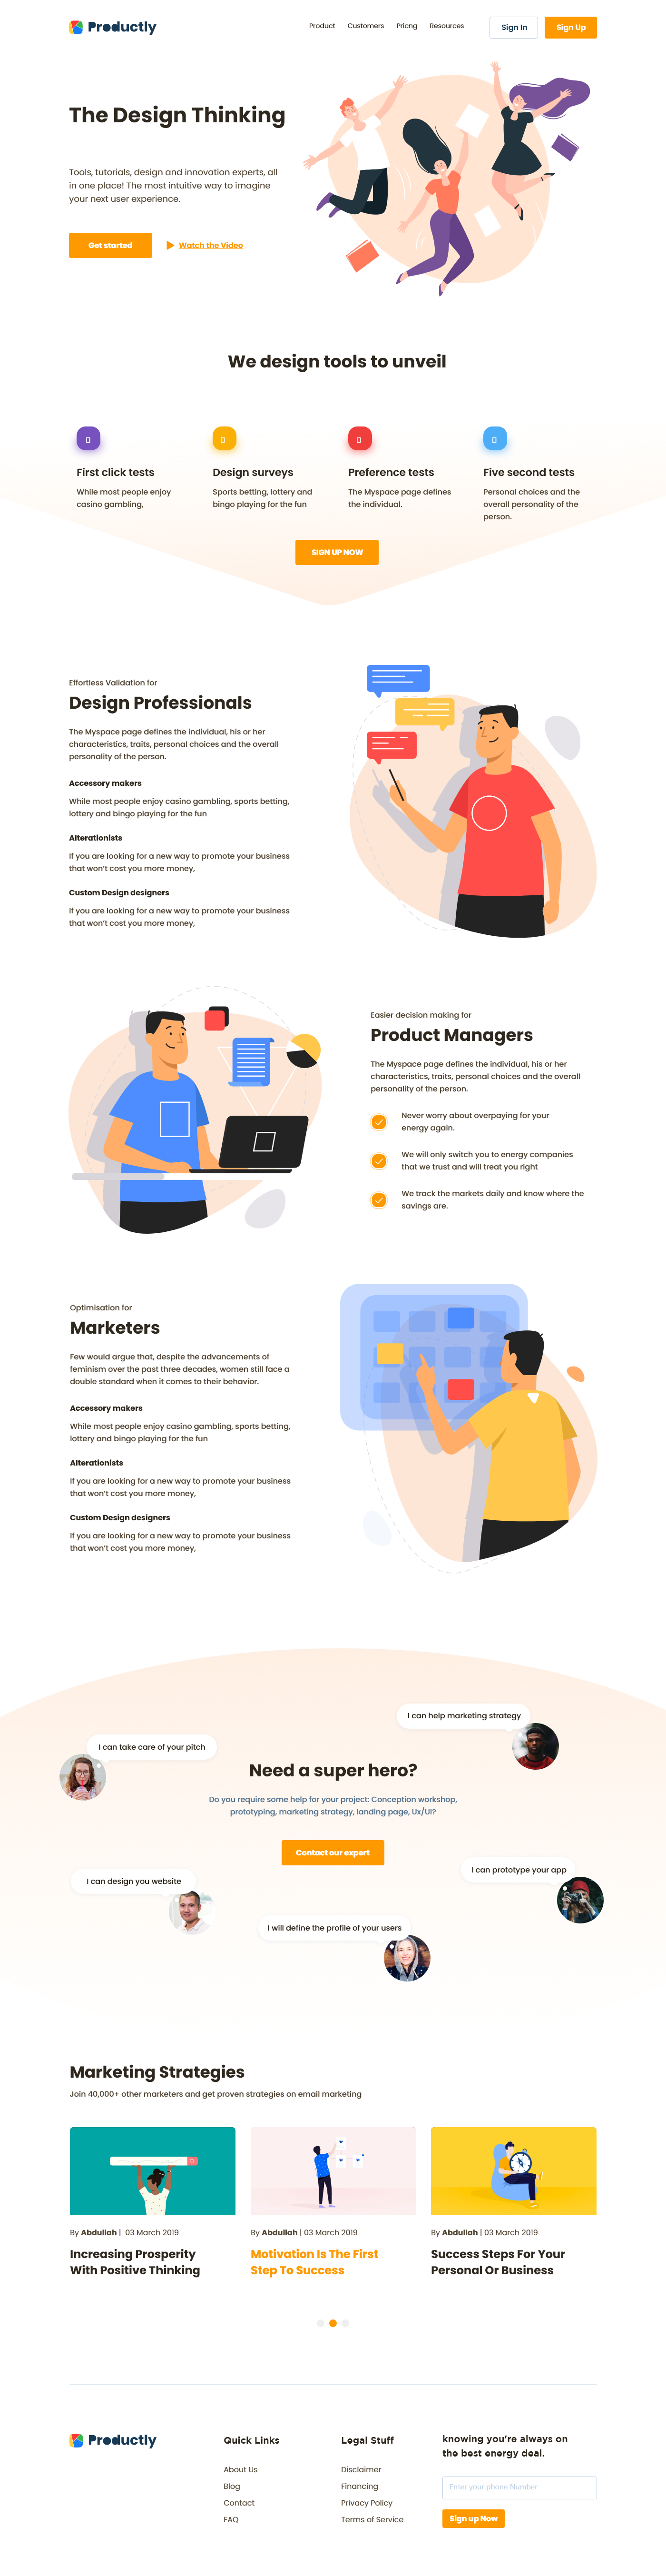 Productly
Product Customers Pricng Resources Sign In Sign Up
The Design Thinking
Tools, tutorials, design and innovation experts, all
in one place! The most intuitive way to imagine
your next user experience.
Get started Watch the Video
We design tools to unveil
First click tests
While most people enjoy
casino gambling,
Design surveys
Sports betting, lottery and
bingo playing for the fun
Preference tests
The Myspace page defines
the individual.
Five second tests
Personal choices and the
overall personality of the
person.
SIGN UP NOW
Effortless Validation for
Design Professionals
The Myspace page defines the individual, his or her
characteristics, traits, personal choices and the overall
personality of the person.
Accessory makers
While most people enjoy casino gambling, sports betting,
lottery and bingo playing for the fun
Alterationists
If you are looking for a new way to promote your business
that won't cost you more money,
Custom Design designers
If you are looking for a new way to promote your business
that won't cost you more money,
Easier decision making for
Product Managers
The Myspace page defines the individual, his or her
characteristics, traits, personal choices and the overall
personality of the person.
Never worry about overpaying for your
energy again.
We will only switch you to energy companies
that we trust and will treat you right
We track the markets daily and know where the
savings are.
Optimisation for
Marketers
Few would argue that, despite the advancements of
feminism over the past three decades, women still face a
double standard when it comes to their behavior.
Accessory makers
While most people enjoy casino gambling, sports betting,
lottery and bingo playing for the fun
Alterationists
If you are looking for a new way to promote your business
that won't cost you more money,
Custom Design designers
If you are looking for a new way to promote your business
that won't cost you more money,
I can help marketing strategy
I can take care of your pitch
Need a super hero?
Do you require some help for your project: Conception workshop,
prototyping, marketing strategy, landing page, Ux/UI?
Contact our expert
I can prototype your app
I can design you website
I will define the profile of your users
Marketing Strategies
Join 40,000+ other marketers and get proven strategies on email marketing
By Abdullah | 03 March 2019
Increasing Prosperity
With Positive Thinking
By Abdullah | 03 March 2019
Motivation Is The First
Step To Success
By Abdullah | 03 March 2019
Success Steps For Your
Personal Or Business
Productly
Quick Links
About Us
Blog
Contact
FAQ
Legal Stuff
Disclaimer
Financing
Privacy Policy
Terms of Service
knowing you're always on
the best energy deal.
Enter your phone Number
Sign up Now